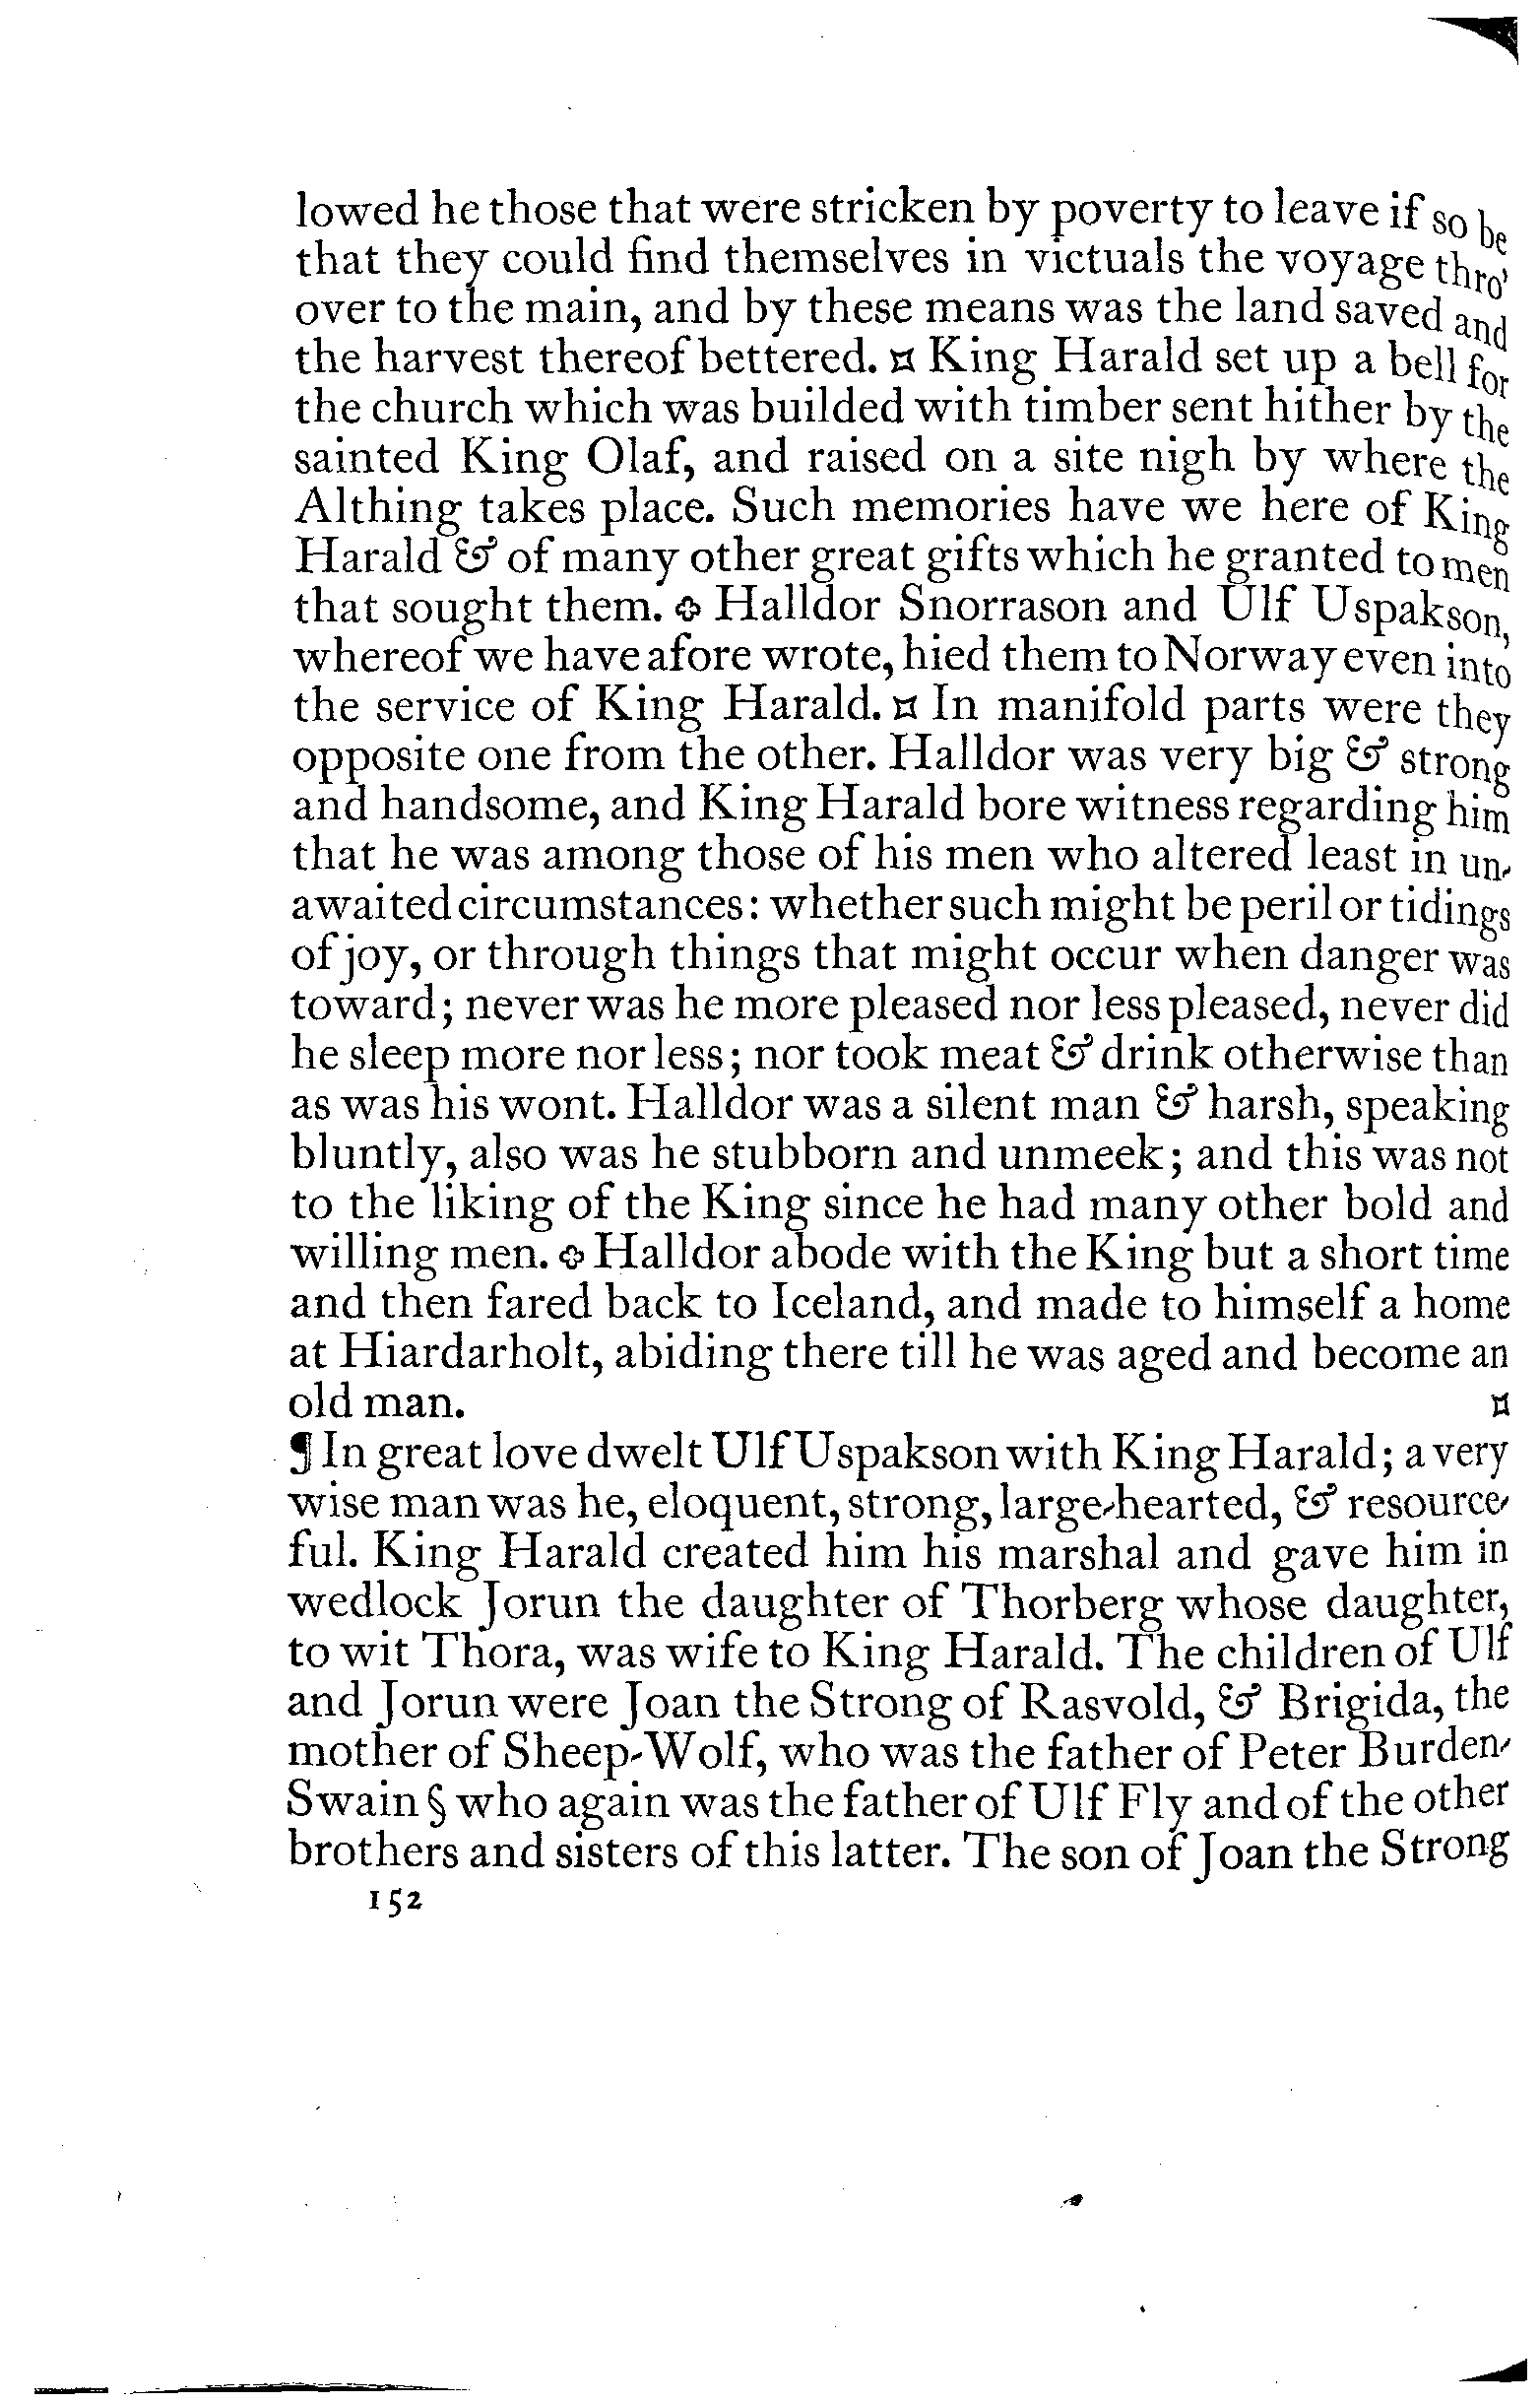 lowed he those that were stricken by poverty to leave if so be
that they could find themselves in victuals the voyage thro'
over to the main, and by these means was the land saved and
the harvest thereof bettered. ¤ King Harald set up a bell for
the church which was builded with timber sent hither by the
sainted King Olaf, and raised on a site nigh by where the
Althing takes place. Such memories have we here of King
Harald & of many other great gifts which he granted to men
that sought them. ✥ Halldor Snorrason and Ulf Uspakson,
whereof we have afore wrote, hied them to Norway even into
the service of King Harald. ¤ In manifold parts were they
opposite one from the other. Halldor was very big & strong
and handsome, and King Harald bore witness regarding him
that he was among those of his men who altered least in un-
awaited circumstances: whether such might be peril or tidings
of joy, or through things that might occur when danger was
toward; never was he more pleased nor less pleased, never did
he sleep more nor less; nor took meat & drink otherwise than
as was his wont. Halldor was a silent man & harsh, speaking
bluntly, also was he stubborn and unmeek; and this was not
to the liking of the King since he had many other bold and
willing men. ✥ Halldor abode with the King but a short time
and then fared back to Iceland, and made to himself a home
at Hiardarholt, abiding there till he was aged and become an
old man. ¤
¶ In great love dwelt Ulf Uspakson with King Harald; a very
wise man was he, eloquent, strong, large-hearted, & resource-
ful. King Harald created him his marshal and gave him in
wedlock Jorun the daughter of Thorberg whose daughter,
to wit Thora, was wife to King Harald. The children of Ulf
and Jorun were Joan the Strong of Rasvold, & Brigida, the
mother of Sheep-Wolf, who was the father of Peter Burden-
Swain § who again was the father of Ulf Fly and of the other
brothers and sisters of this latter. The son of Joan the Strong
152